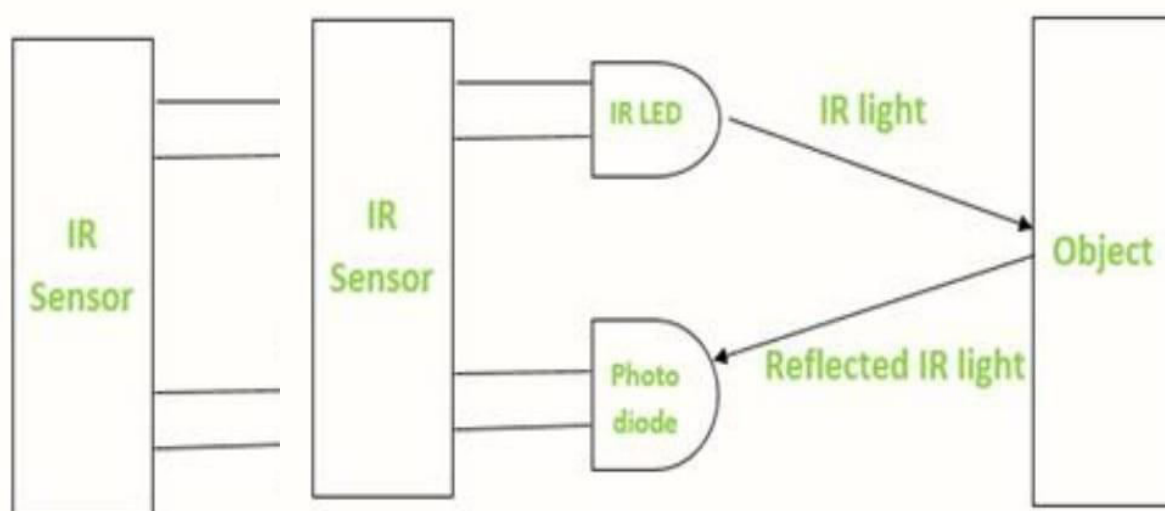 IR
Sensor
IR
Sensor
IR LED
IR light
Object
Photo
diode
Reflected IR light